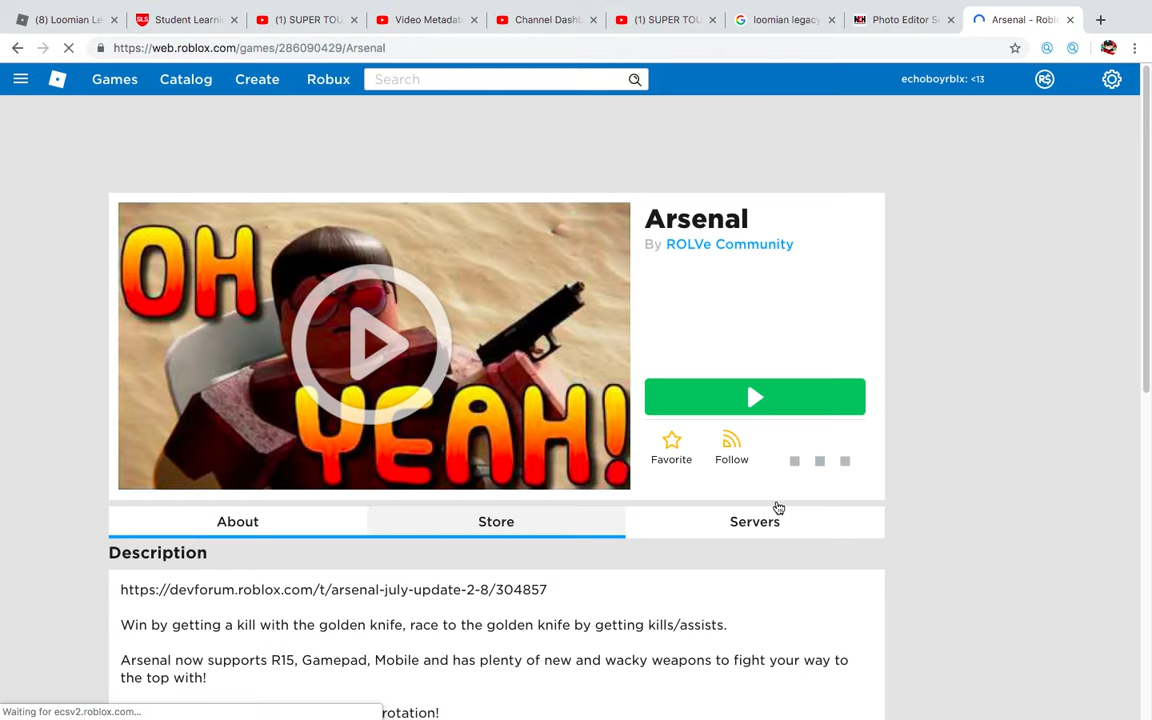 (8) Loomian Le
Student Learni
(1) SUPER TOU
Video Metadat
Channel Dashb
(1) SUPER TOU
loomian legacy
Photo Editor S
Arsenal - Robl
https://web.roblox.com/games/286090429/Arsenal
Games Catalog Create Robux Search echoboyrblx: <13
OH
YEAH!
Arsenal
By ROLVe Community
Favorite Follow
About Store Servers
Description
https://devforum.roblox.com/t/arsenal-july-update-2-8/304857
Win by getting a kill with the golden knife, race to the golden knife by getting kills/assists.
Arsenal now supports R15, Gamepad, Mobile and has plenty of new and wacky weapons to fight your way to
the top with!
Waiting for ecsv2.roblox.com... rotation!